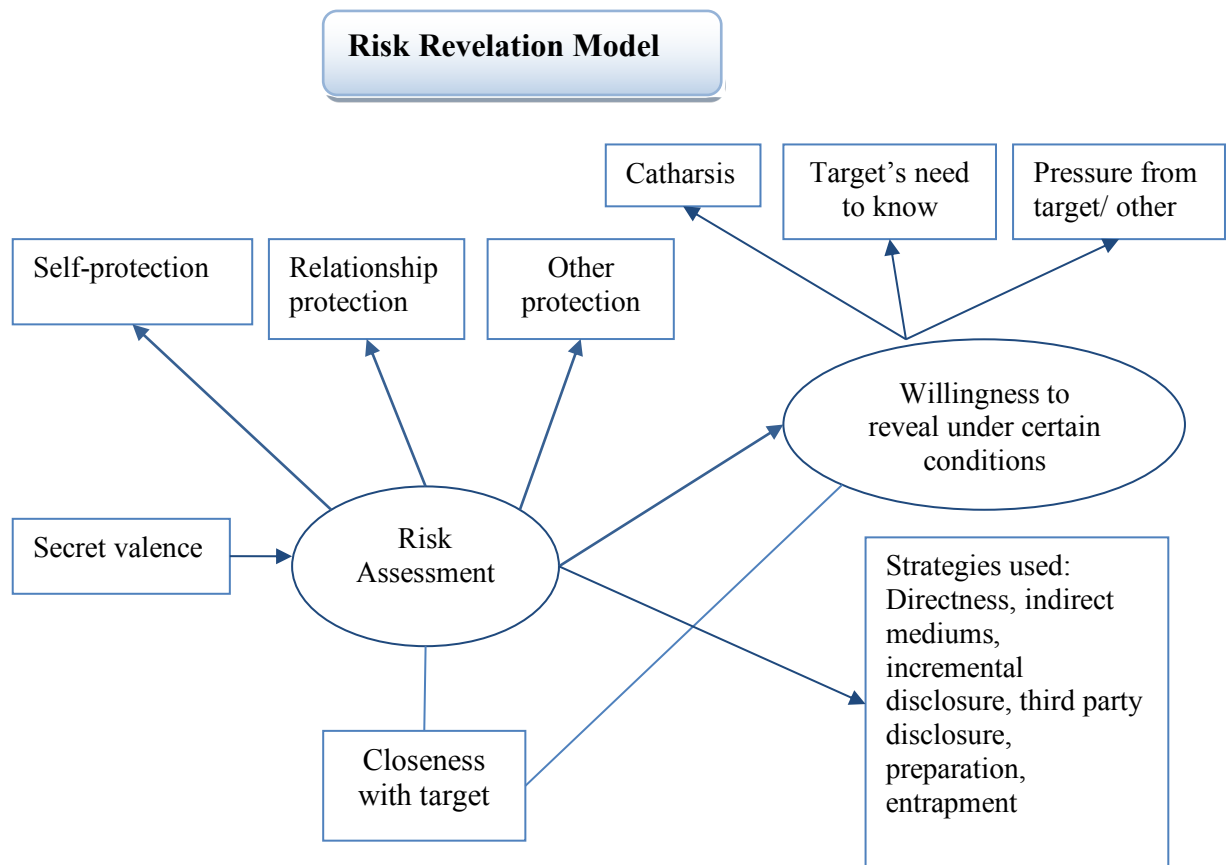 Risk Revelation Model
Catharsis
Target's need
to know
Pressure from
target/ other
Self-protection
Relationship
protection
Other
protection
Willingness to
reveal under certain
conditions
Secret valence
Risk
Assessment
Strategies used:
Directness, indirect
mediums,
incremental
disclosure, third party
disclosure,
preparation,
entrapment
Closeness
with target